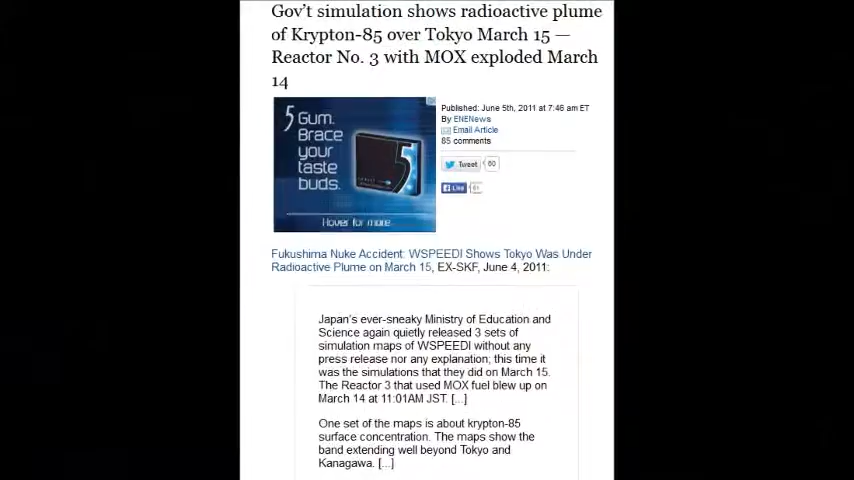 Gov't simulation shows radioactive plume
of Krypton-85 over Tokyo March 15 —
Reactor No. 3 with MOX exploded March
14
5 Gum.
Brace
your
taste
buds.
Hover for more.
Published: June 5th, 2011 at 7:46 am ET
By ENENews
Email Article
85 comments
Tweet 60
Like
Fukushima Nuke Accident: WSPEEDI Shows Tokyo Was Under
Radioactive Plume on March 15, EX-SKF, June 4, 2011:
Japan's ever-sneaky Ministry of Education and
Science again quietly released 3 sets of
simulation maps of WSPEEDI without any
press release nor any explanation; this time it
was the simulations that they did on March 15.
The Reactor 3 that used MOX fuel blew up on
March 14 at 11:01AM JST. [...]
One set of the maps is about krypton-85
surface concentration. The maps show the
band extending well beyond Tokyo and
Kanagawa. [...]